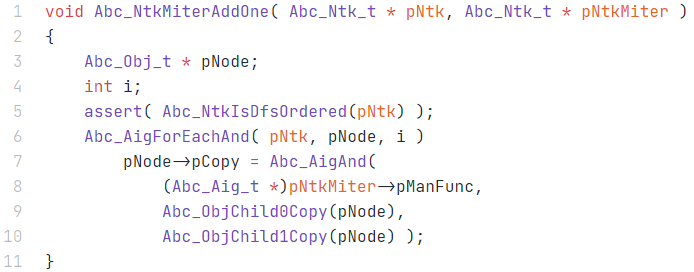 1 void Abc_NtkMiterAddOne( Abc_Ntk_t * pNtk, Abc_Ntk_t * pNtkMiter )
2 {
3     Abc_Obj_t * pNode;
4     int i;
5     assert( Abc_NtkIsDfsOrdered(pNtk) );
6     Abc_AigForEachAnd( pNtk, pNode, i )
7         pNode->pCopy = Abc_AigAnd(
8             (Abc_Aig_t *)pNtkMiter->pManFunc,
9             Abc_ObjChild0Copy(pNode),
10             Abc_ObjChild1Copy(pNode) );
11 }